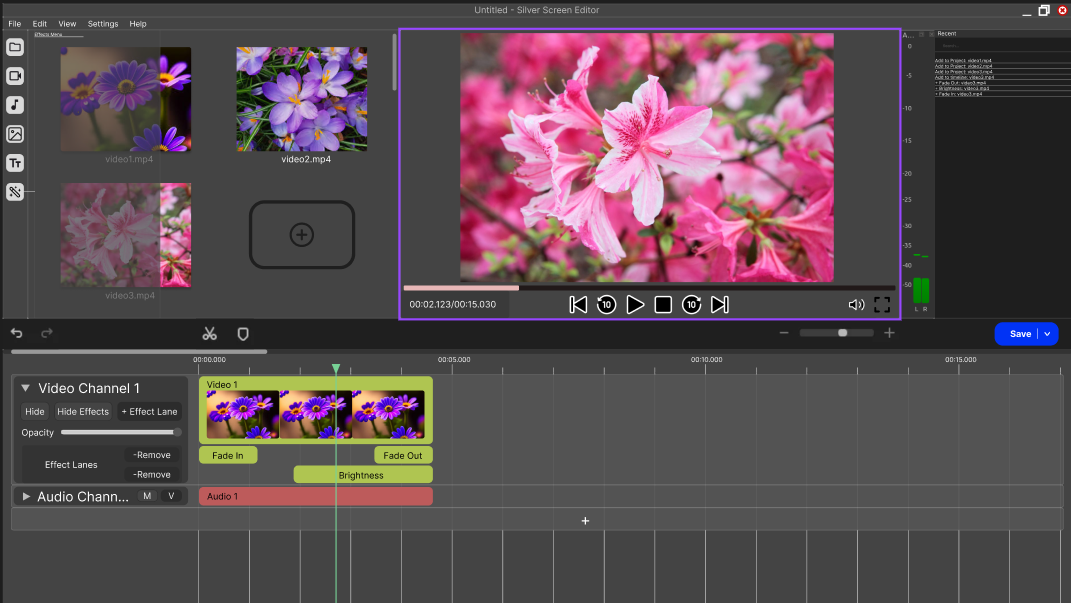 Untitled - Silver Screen Editor
File Edit View Settings Help
Effects Menu
video1.mp4
video2.mp4
video3.mp4
00:02.123/00:15.030
10
10
A...
0
-5
-10
-15
-20
-25
-30
-35
-40
-50
L R
Recent
Search...
Add to Project: video1.mp4
Add to Project: video2.mp4
Add to Project: video3.mp4
Add to timeline: video3.mp4
+ Fade Out: video3.mp4
+ Brightness: video3.mp4
+ Fade In: video3.mp4
Tr
Save
00:00.000
00:05.000
00:10.000
00:15.000
Video Channel 1
Hide
Hide Effects
+ Effect Lane
Opacity
Effect Lanes
-Remove
-Remove
Video 1
Fade In
Fade Out
Brightness
Audio Chann...
M
V
Audio 1
+